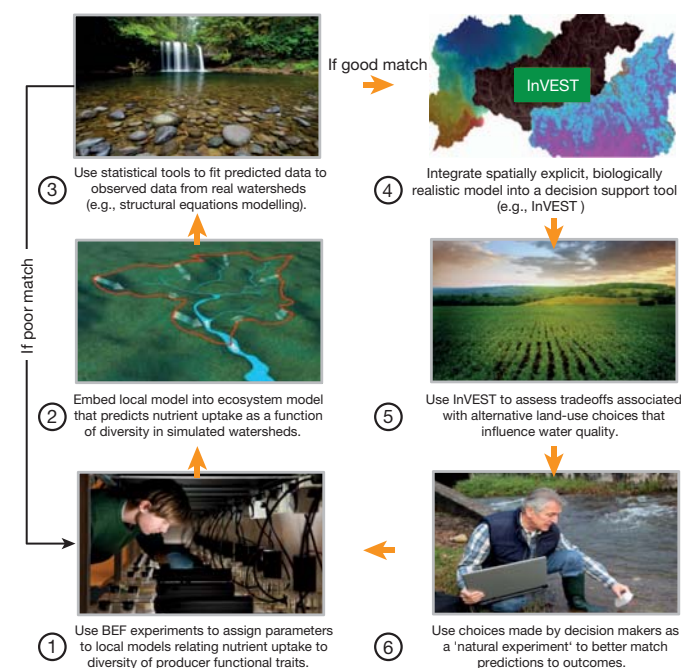 If good match
InVEST
3
Use statistical tools to fit predicted data to
observed data from real watersheds
(e.g., structural equations modelling).
4
Integrate spatially explicit, biologically
realistic model into a decision support tool
(e.g., InVEST )
If poor match
2
Embed local model into ecosystem model
that predicts nutrient uptake as a function
of diversity in simulated watersheds.
5
Use InVEST to assess tradeoffs associated
with alternative land-use choices that
influence water quality.
1
Use BEF experiments to assign parameters
to local models relating nutrient uptake to
diversity of producer functional traits.
6
Use choices made by decision makers as
a 'natural experiment' to better match
predictions to outcomes.